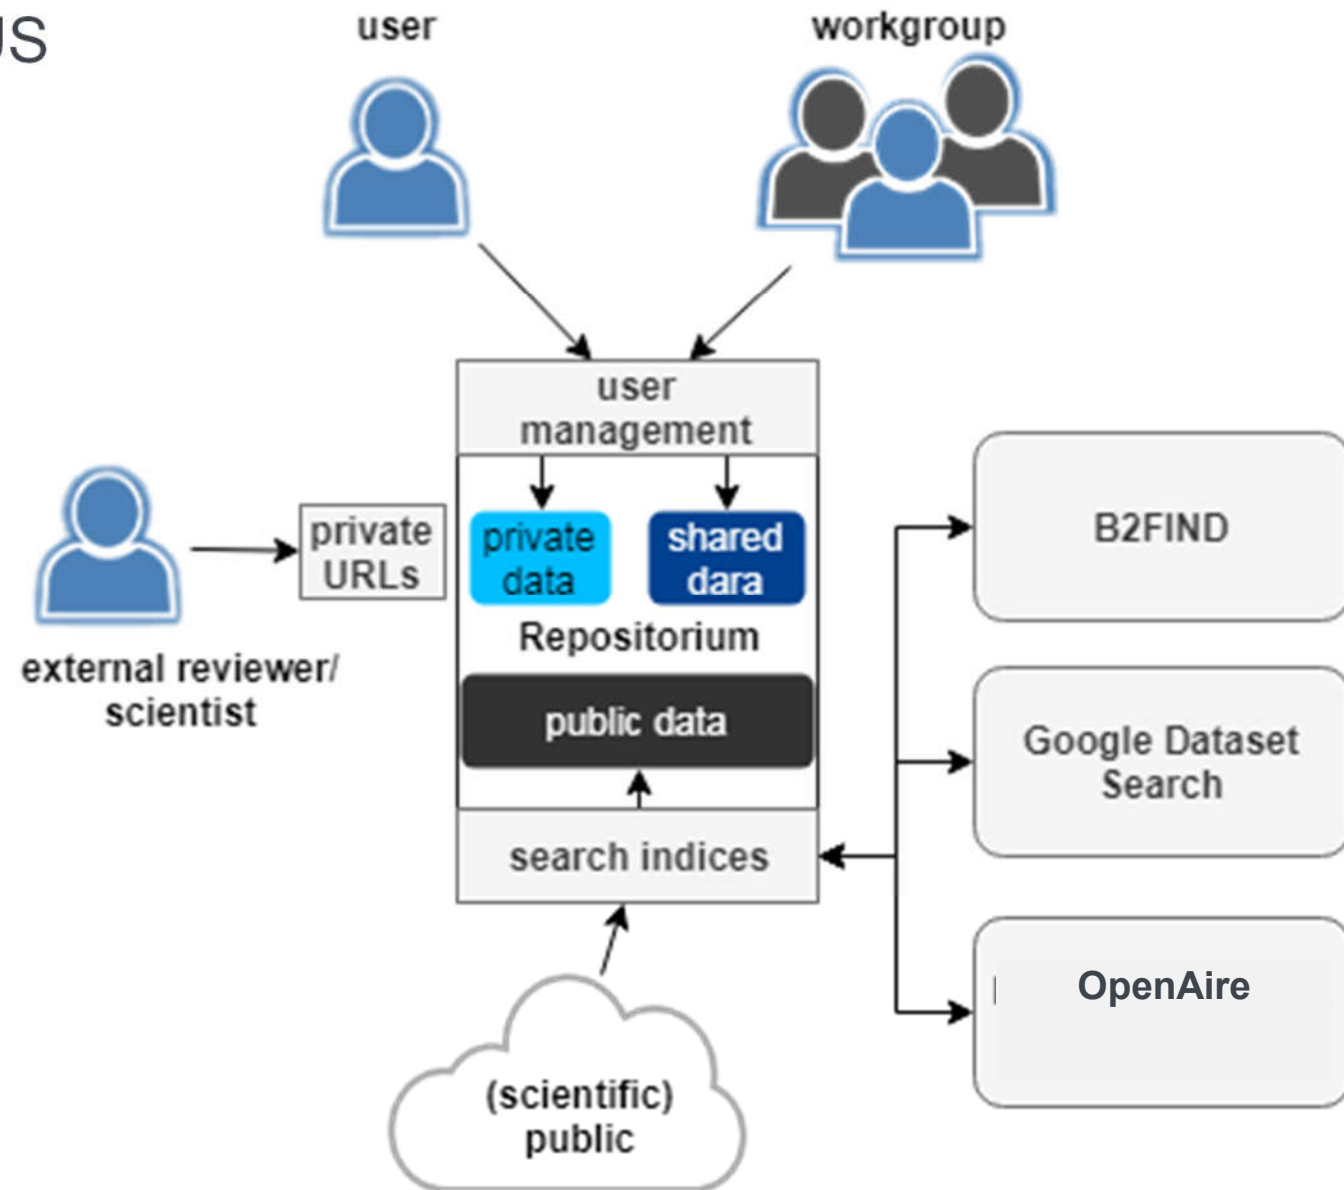 US
user
workgroup
user
management
private
data
shared
dara
private
URLs
external reviewer/
scientist
Repositorium
public data
search indices
B2FIND
Google Dataset
Search
OpenAire
(scientific)
public